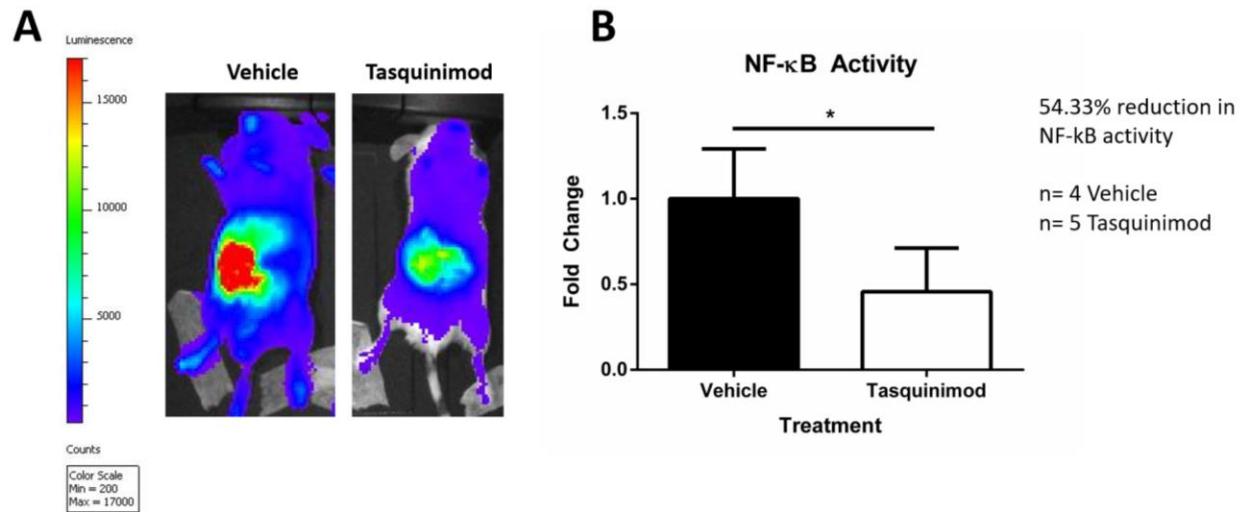 A
Luminescence
15000
10000
5000
Counts
Color Scale
Min = 200
Max = 17000
Vehicle
Tasquinimod
B
NF-κB Activity
*
1.5
1.0
0.5
0.0
Fold Change
Vehicle
Tasquinimod
Treatment
54.33% reduction in
NF-kB activity
n= 4 Vehicle
n= 5 Tasquinimod